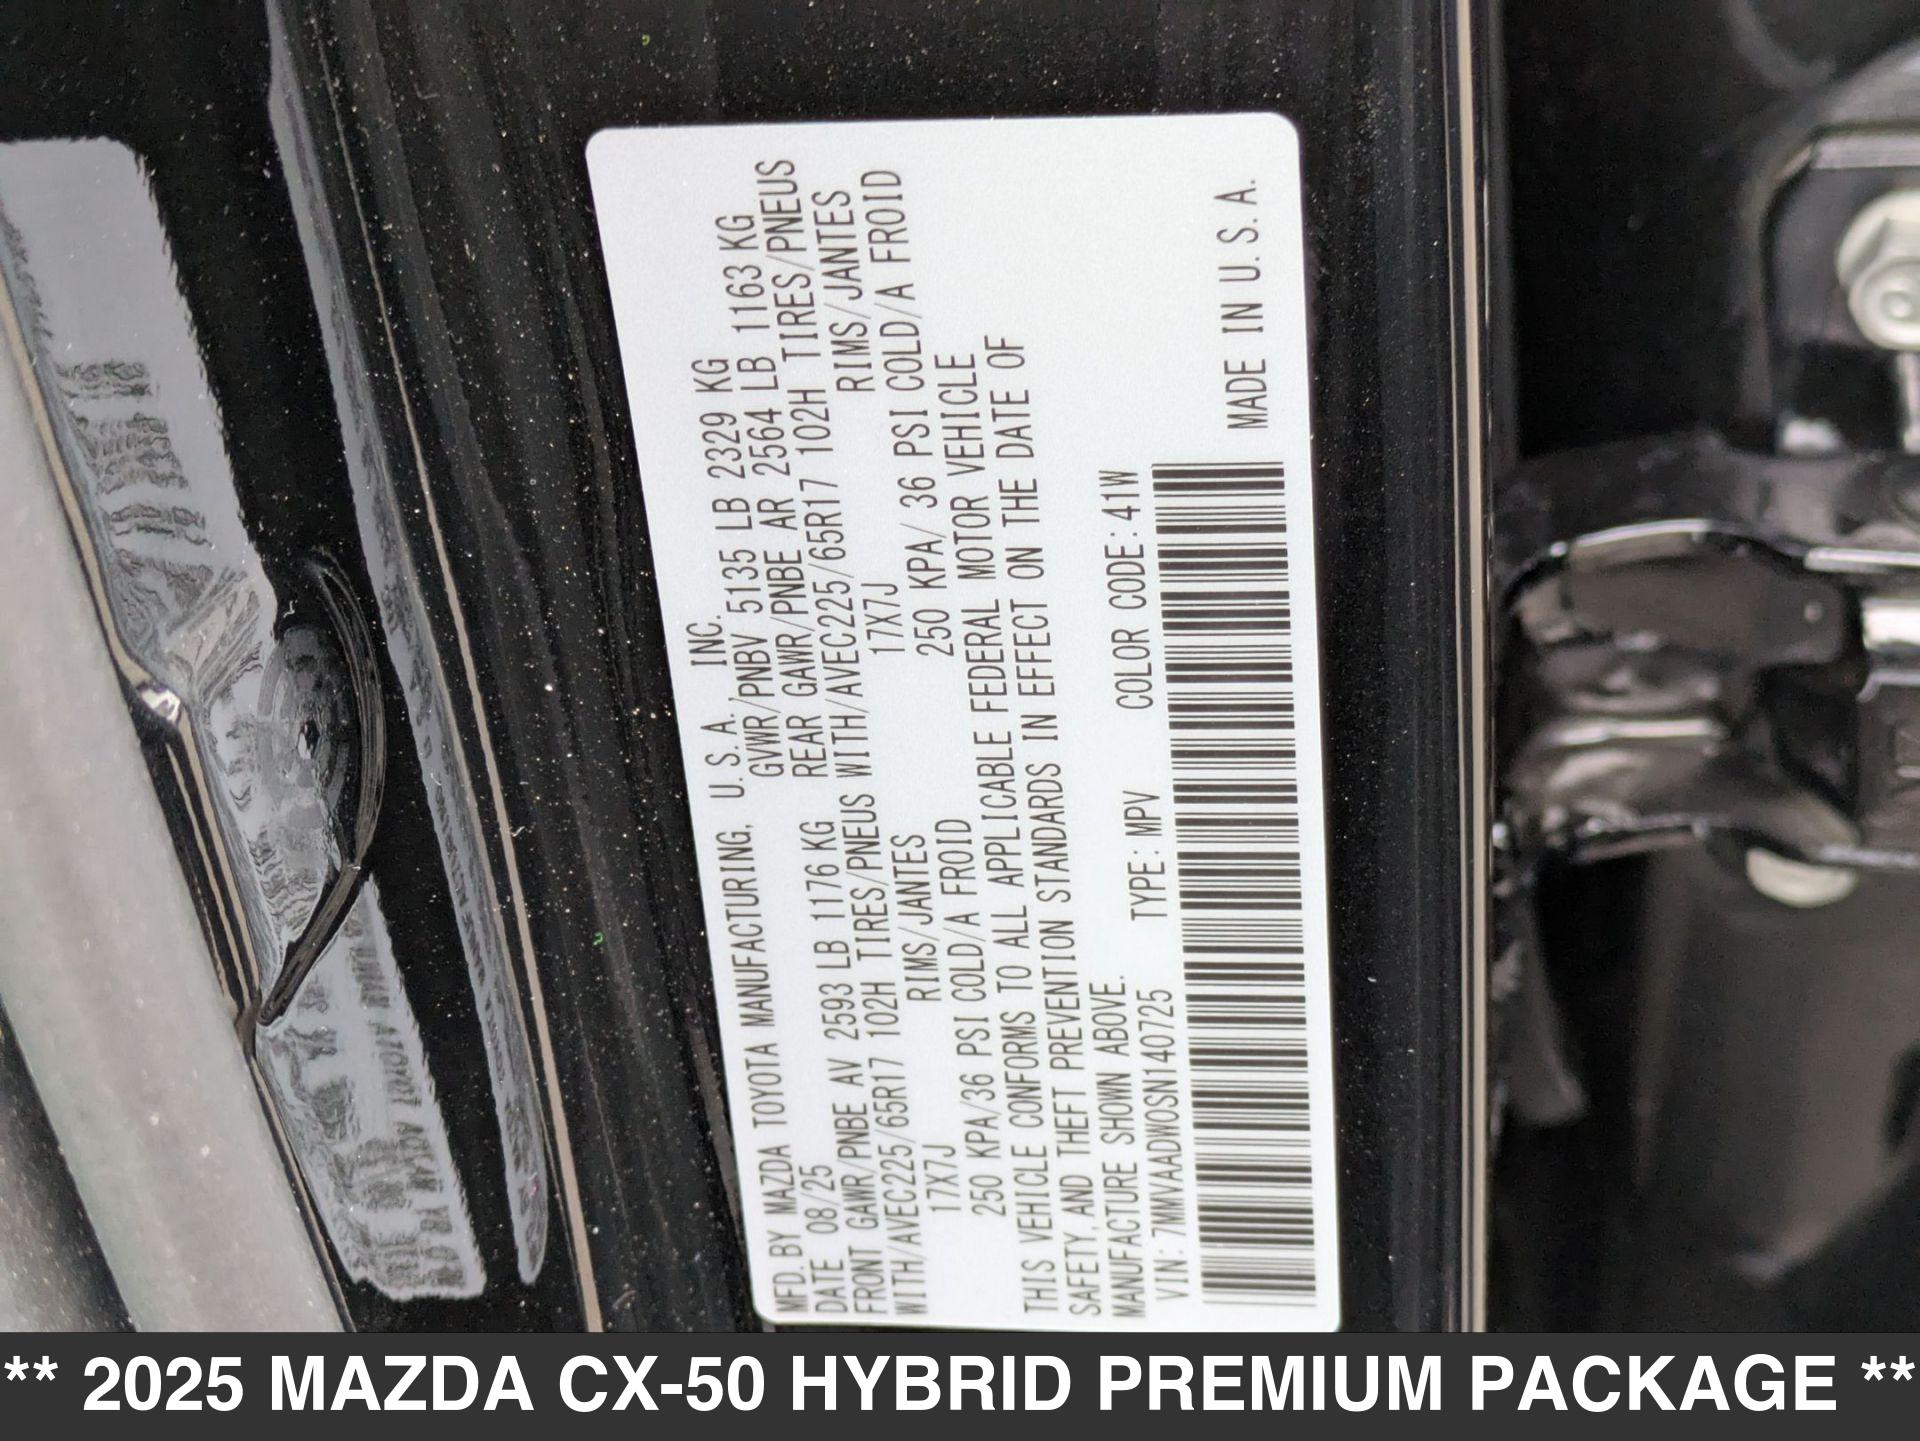 MFD. BY MAZDA TOYOTA MANUFACTURING, U.S.A., INC.
DATE 08/25 GVWR/PNBV 5135 LB 2329 KG
FRONT GAWR/PNBE AV 2593 LB 1176 KG REAR GAWR/PNBE AR 2564 LB 1163 KG
WITH/AVEC225/65R17 102H TIRES/PNEUS WITH/AVEC225/65R17 102H TIRES/PNEUS
17X7J RIMS/JANTES 17X7J RIMS/JANTES
250 KPA/36 PSI COLD/A FROID 250 KPA/ 36 PSI COLD/A FROID
THIS VEHICLE CONFORMS TO ALL APPLICABLE FEDERAL MOTOR VEHICLE
SAFETY, AND THEFT PREVENTION STANDARDS IN EFFECT ON THE DATE OF
MANUFACTURE SHOWN ABOVE.
VIN: 7MMVAADW0SN140725 TYPE: MPV COLOR CODE: 41W
MADE IN U.S.A.
** 2025 MAZDA CX-50 HYBRID PREMIUM PACKAGE **